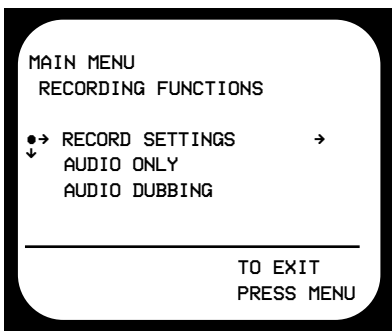 MAIN MENU
RECORDING FUNCTIONS
●→ RECORD SETTINGS →
↓ AUDIO ONLY
AUDIO DUBBING
TO EXIT
PRESS MENU